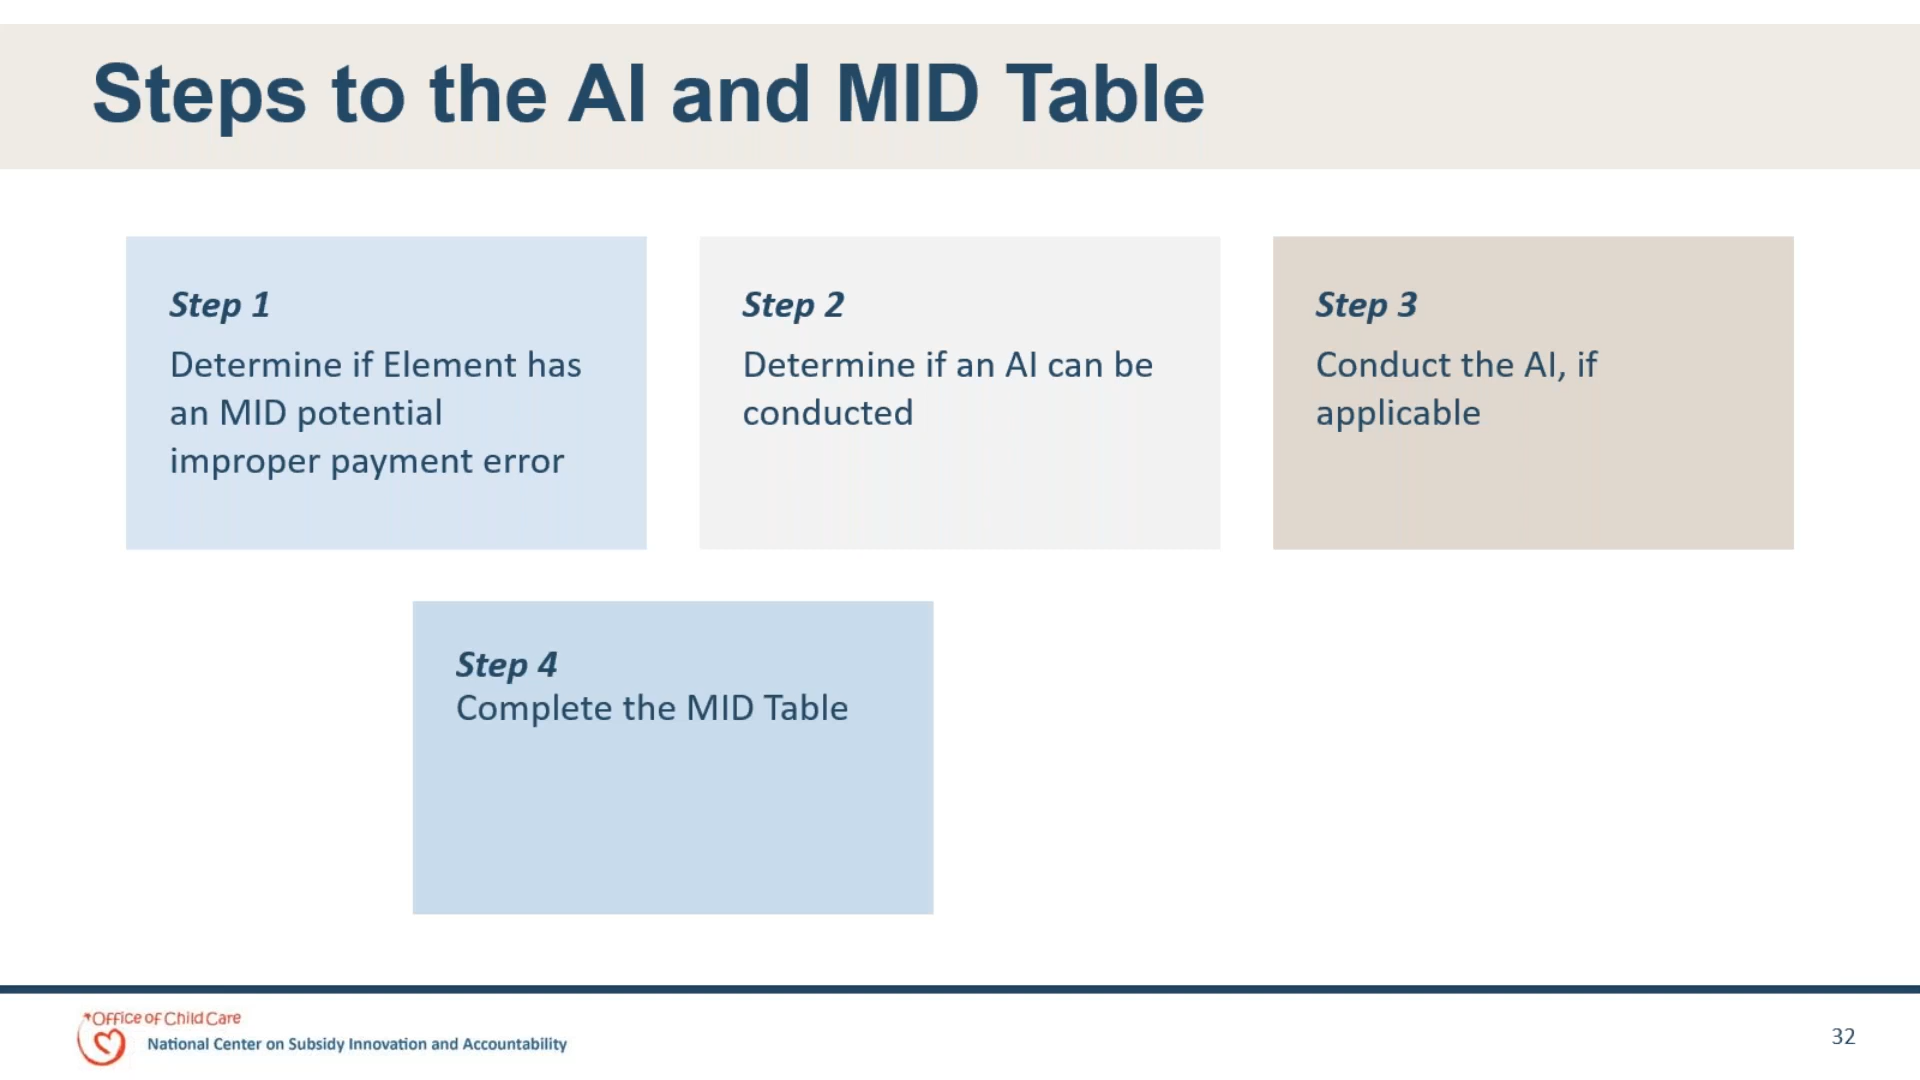 Steps to the AI and MID Table
Step 1
Determine if Element has
an MID potential
improper payment error
Step 2
Determine if an AI can be
conducted
Step 3
Conduct the AI, if
applicable
Step 4
Complete the MID Table
Office of Child Care
National Center on Subsidy Innovation and Accountability
32